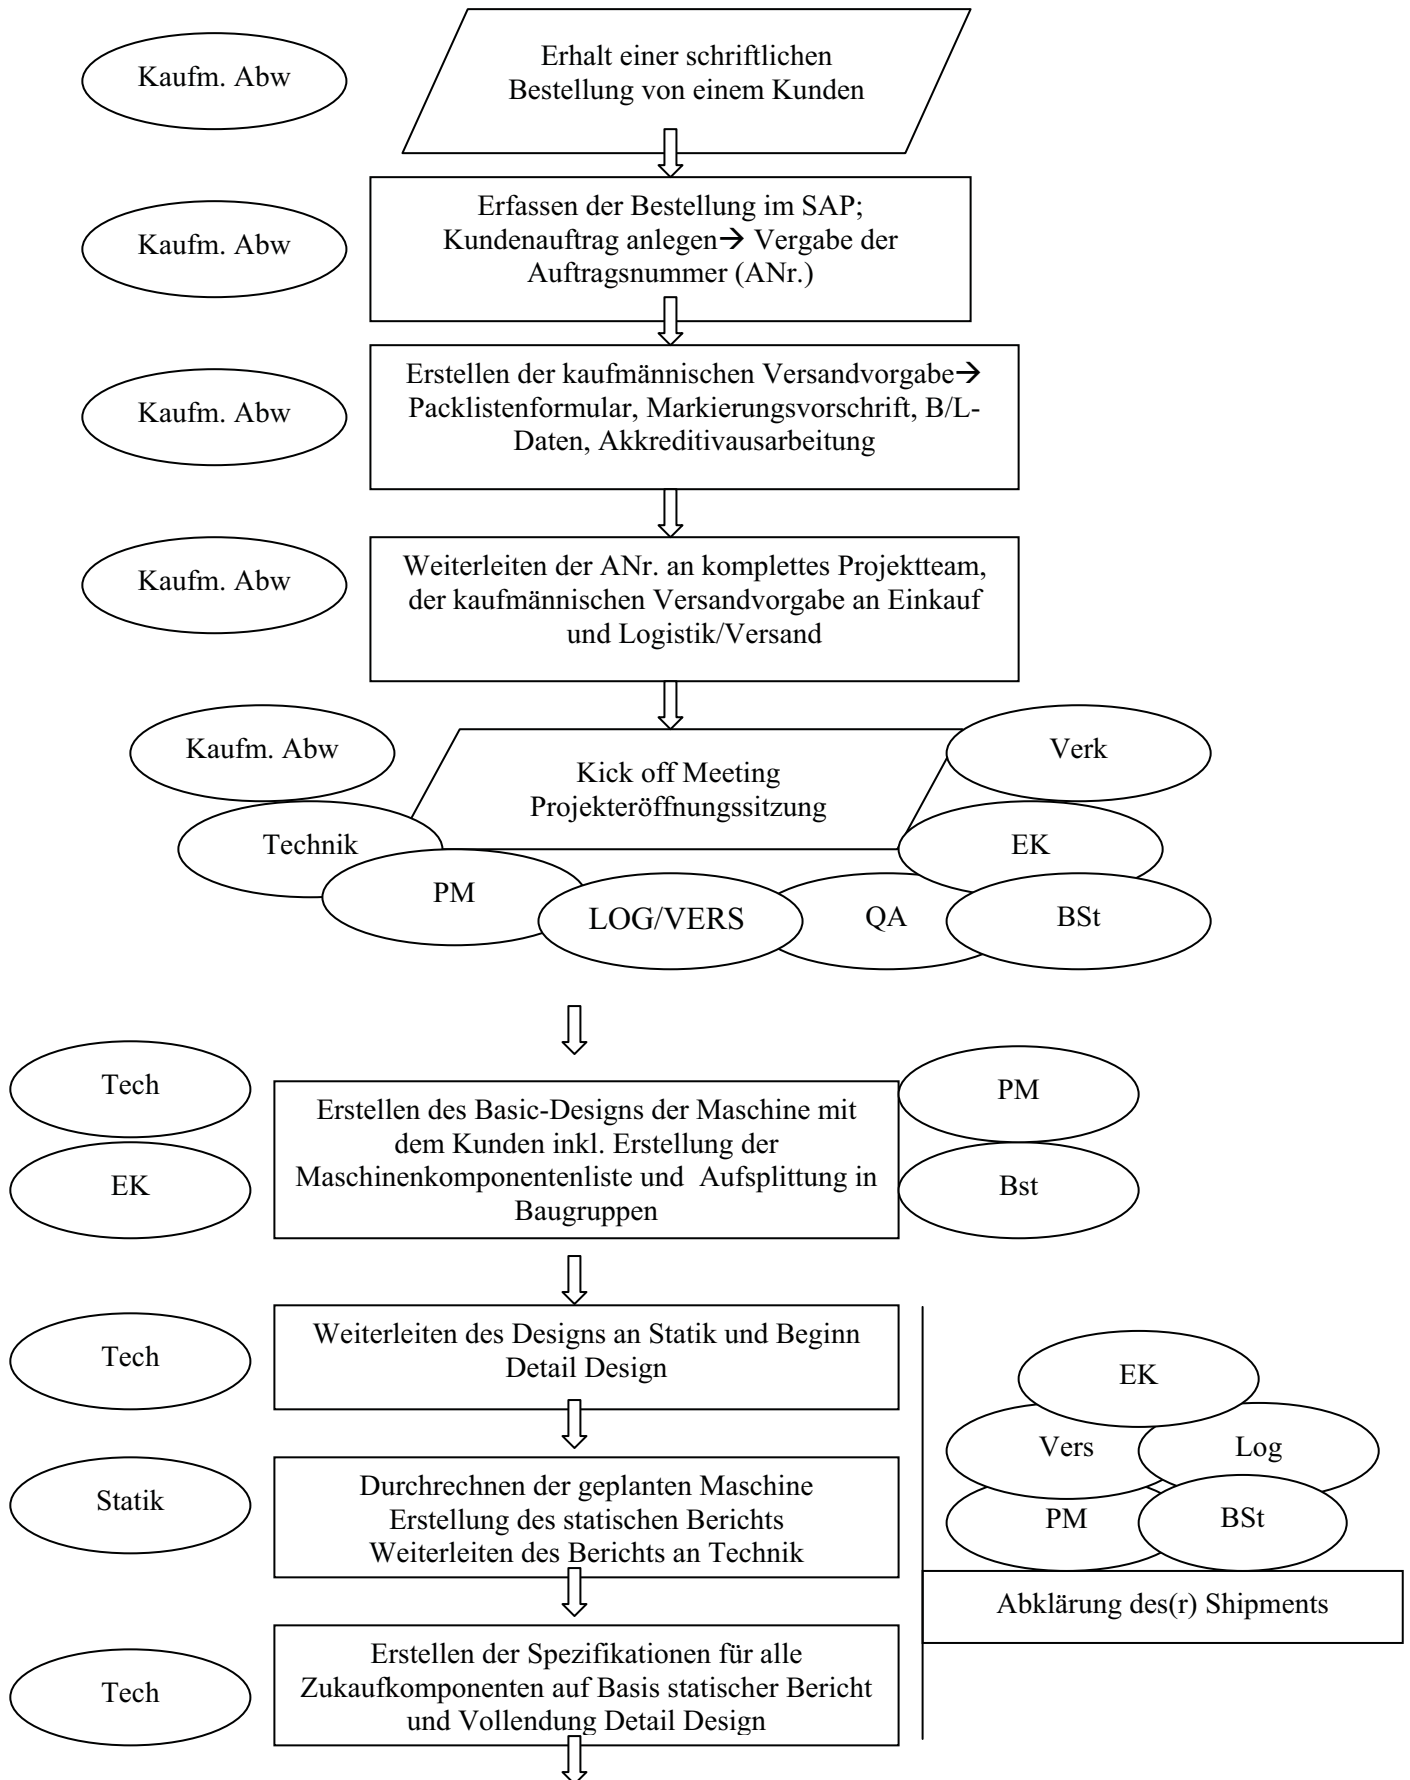 Kaufm. Abw
Erhalt einer schriftlichen
Bestellung von einem Kunden
Kaufm. Abw
Erfassen der Bestellung im SAP;
Kundenauftrag anlegen→ Vergabe der
Auftragsnummer (ANr.)
Kaufm. Abw
Erstellen der kaufmännischen Versandvorgabe→
Packlistenformular, Markierungsvorschrift, B/L-
Daten, Akkreditivausarbeitung
Kaufm. Abw
Weiterleiten der ANr. an komplettes Projektteam,
der kaufmännischen Versandvorgabe an Einkauf
und Logistik/Versand
Kaufm. Abw
Verk
Kick off Meeting
Projekteröffnungssitzung
Technik
EK
PM
LOG/VERS
QA
BSt
Tech
EK
Erstellen des Basic-Designs der Maschine mit
dem Kunden inkl. Erstellung der
Maschinenkomponentenliste und  Aufsplittung in
Baugruppen
PM
Bst
Tech
Weiterleiten des Designs an Statik und Beginn
Detail Design
Statik
Durchrechnen der geplanten Maschine
Erstellung des statischen Berichts
Weiterleiten des Berichts an Technik
EK
Vers
Log
PM
BSt
Abklärung des(r) Shipments
Tech
Erstellen der Spezifikationen für alle
Zukaufkomponenten auf Basis statischer Bericht
und Vollendung Detail Design